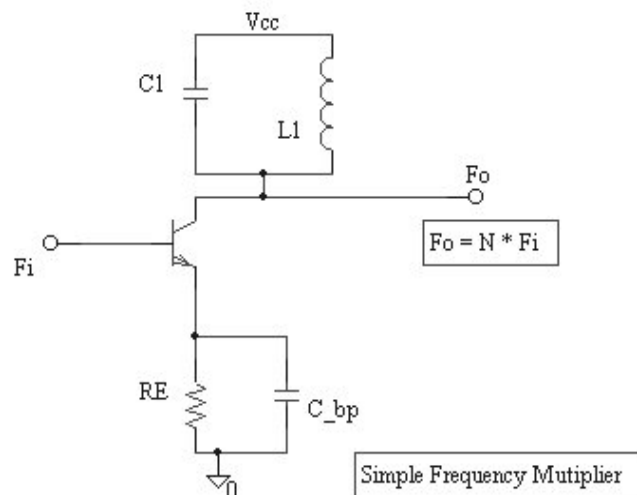 Vcc
C1
L1
Fo
Fo = N * Fi
Fi
RE
C_bp
0
Simple Frequency Mutiplier